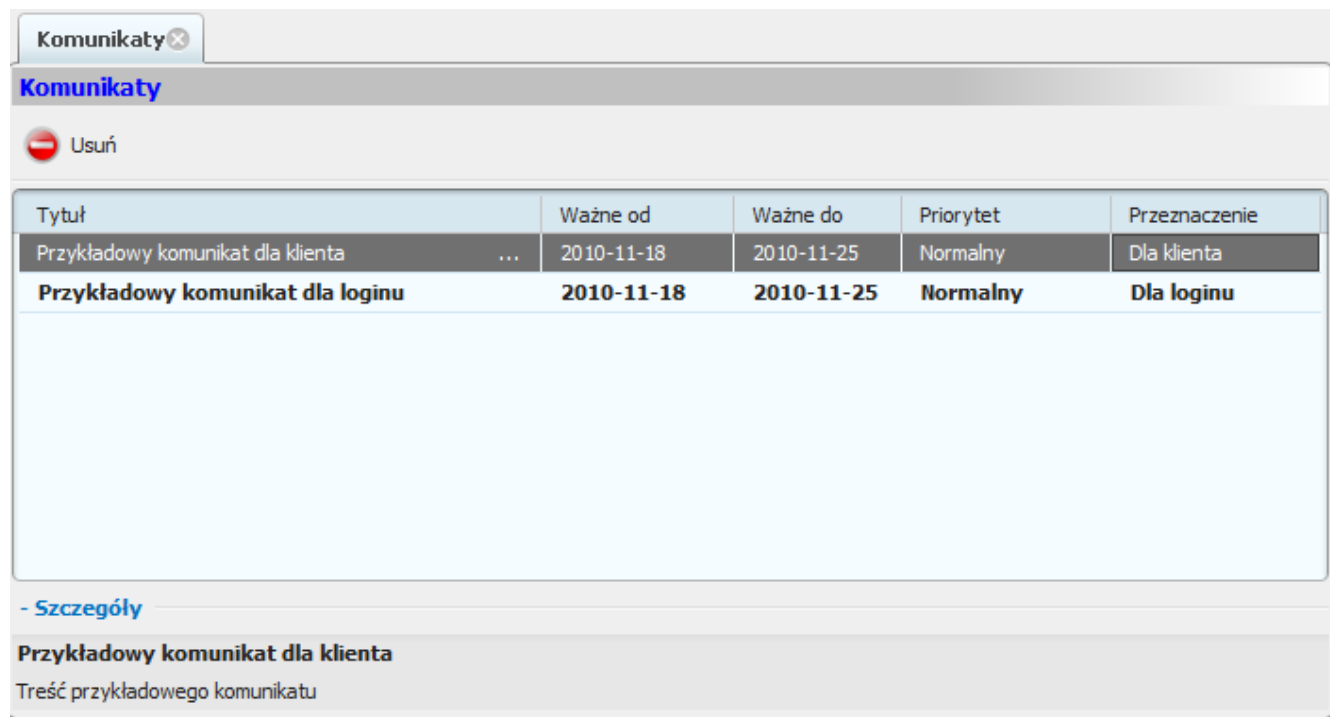 Komunikaty
Komunikaty
Usuń
Tytuł Ważne od Ważne do Priorytet Przeznaczenie
Przykładowy komunikat dla klienta ... 2010-11-18 2010-11-25 Normalny Dla klienta
Przykładowy komunikat dla loginu 2010-11-18 2010-11-25 Normalny Dla loginu
- Szczegóły
Przykładowy komunikat dla klienta
Treść przykładowego komunikatu